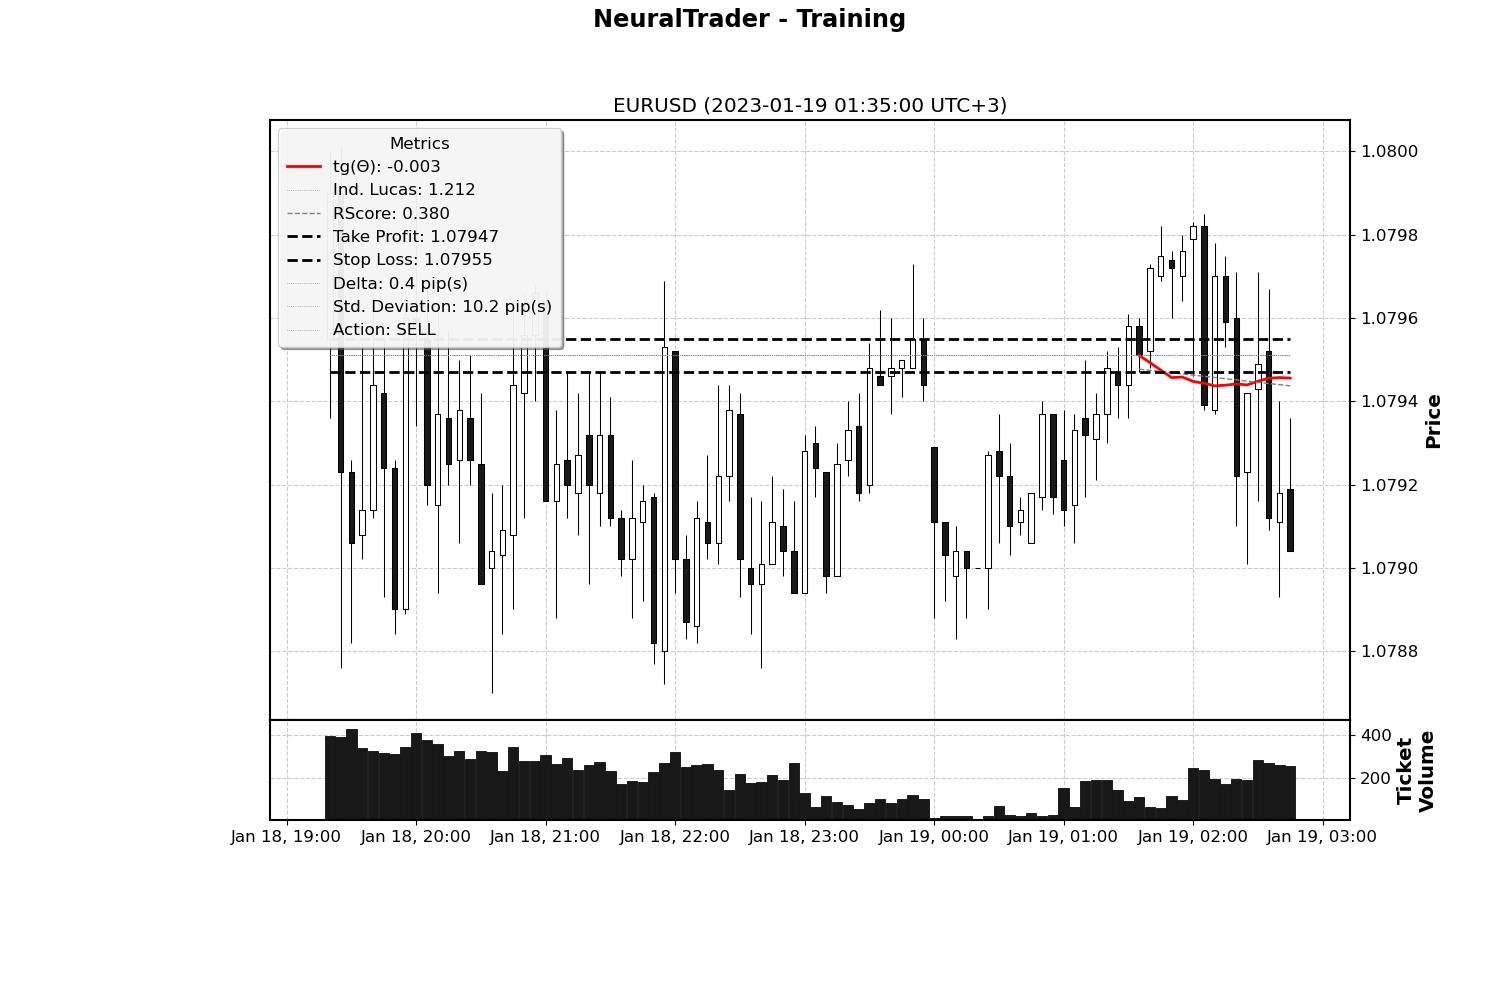 NeuralTrader - Training
EURUSD (2023-01-19 01:35:00 UTC+3)
Metrics
tg(Θ): -0.003
Ind. Lucas: 1.212
RScore: 0.380
Take Profit: 1.07947
Stop Loss: 1.07955
Delta: 0.4 pip(s)
Std. Deviation: 10.2 pip(s)
Action: SELL
1.0800
1.0798
1.0796
1.0794
1.0792
1.0790
1.0788
Price
400
200
Ticket
Volume
Jan 18, 19:00
Jan 18, 20:00
Jan 18, 21:00
Jan 18, 22:00
Jan 18, 23:00
Jan 19, 00:00
Jan 19, 01:00
Jan 19, 02:00
Jan 19, 03:00